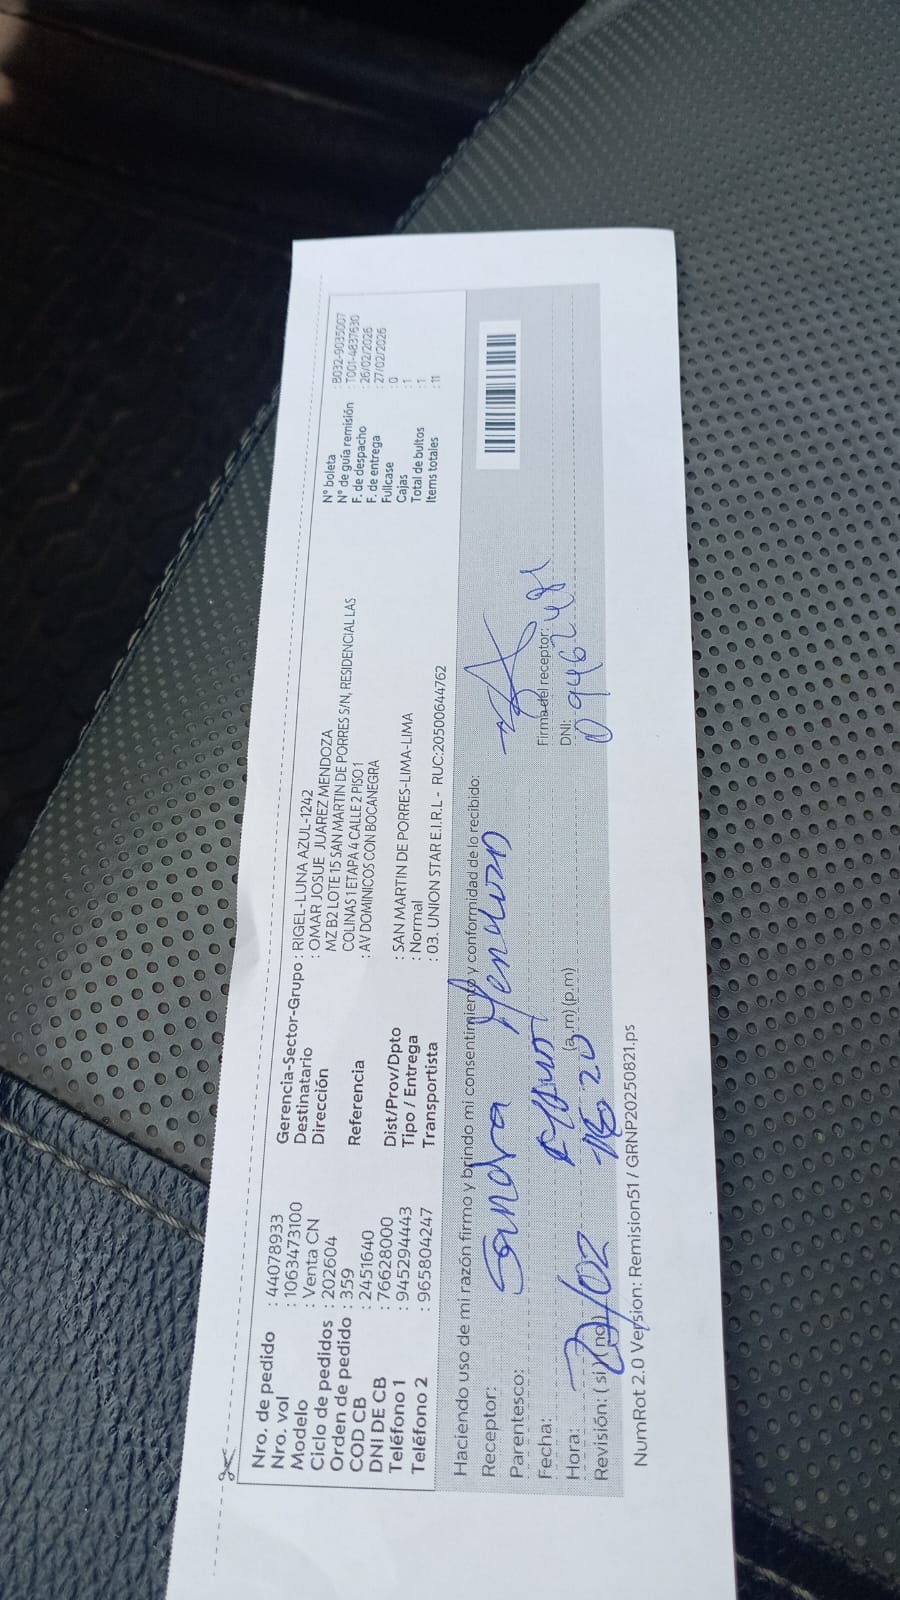 Nro. de pedido : 44078933
Nro. vol : 1063473100
Modelo : Venta CN
Ciclo de pedidos : 202604
Orden de pedido : 359
COD CB : 2451640
DNI DE CB : 76628000
Teléfono 1 : 945294443
Teléfono 2 : 965804247
Gerencia-Sector-Grupo : RIGEL-LUNA AZUL-1242
Destinatario : OMAR JOSUE JUAREZ MENDOZA
Dirección MZ B2 LOTE 15 SAN MARTIN DE PORRES S/N, RESIDENCIAL LAS
COLINAS 1 ETAPA 4 CALLE 2 PISO 1
Referencia : AV DOMINICOS CON BOCANEGRA
Dist/Prov/Dpto : SAN MARTIN DE PORRES-LIMA-LIMA
Tipo / Entrega : Normal
Transportista : 03. UNION STAR E.I.R.L - RUC:20500644762
N° boleta : B032-9035007
N° de guía remisión : T001-4837630
F. de despacho : 26/02/2026
F. de entrega : 27/02/2026
Fullcase : 0
Cajas : 1
Total de bultos : 1
Items totales : 11
Haciendo uso de mi razón firmo y brindo mi consentimiento y conformidad de lo recibido:
Receptor: Sandra Mendoza
Parentesco:
Firma del receptor:
Fecha: /02
DNI:
Hora: (a.m)(p.m)
Revisión: ( si ) ( no )
NumRot 2.0 Version: Remision51 / GRNP20250821.ps